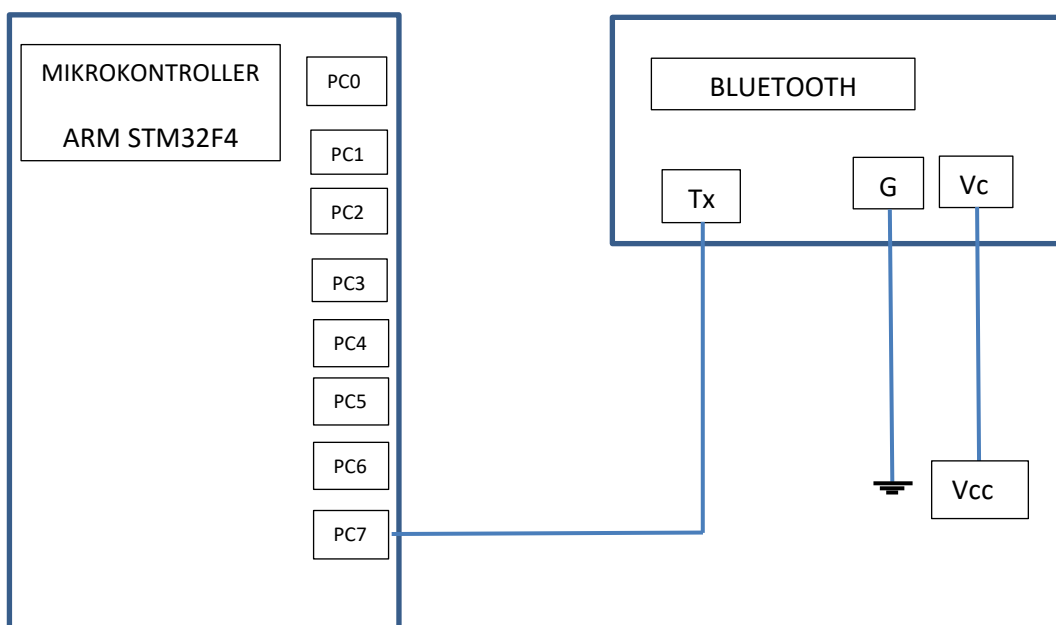 MIKROKONTROLLER
ARM STM32F4
PC0
PC1
PC2
PC3
PC4
PC5
PC6
PC7
BLUETOOTH
Tx
G
Vc
Vcc